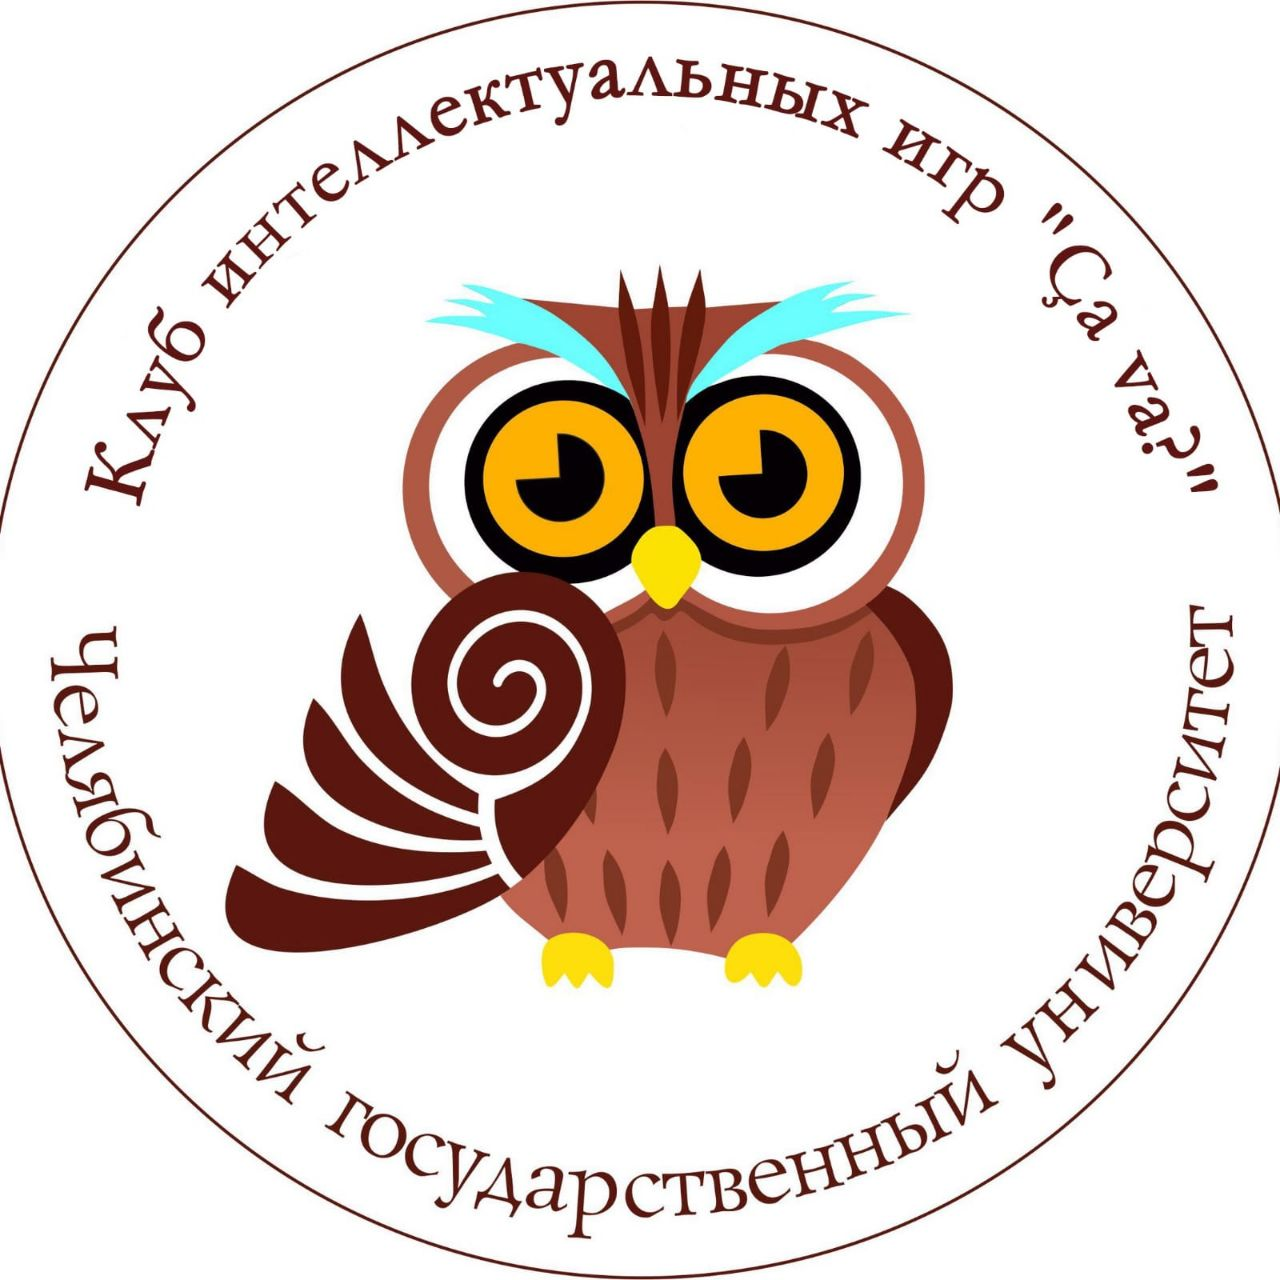 Клуб интеллектуальных игр "Ça va?"
Челябинский государственный университет